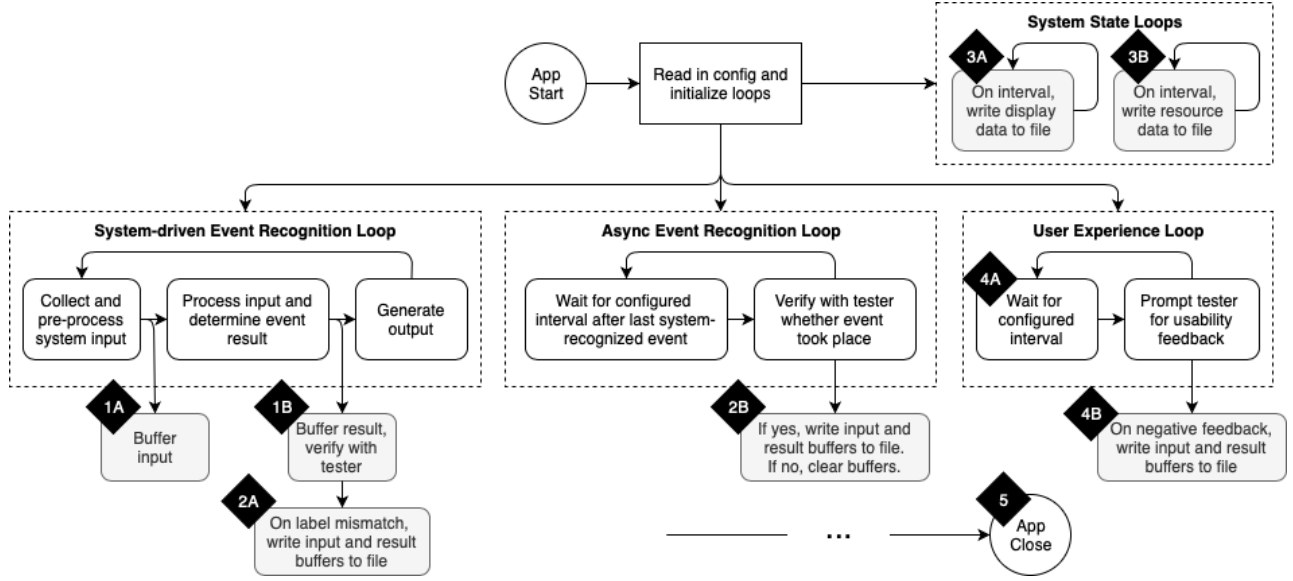 System State Loops
3A
3B
App
Start
Read in config and
initialize loops
On interval,
write display
data to file
On interval,
write resource
data to file
System-driven Event Recognition Loop
Collect and
pre-process
system input
Process input and
determine event
result
Generate
output
1A
Buffer
input
1B
Buffer result,
verify with
tester
2A
On label mismatch,
write input and result
buffers to file
Async Event Recognition Loop
Wait for configured
interval after last system-
recognized event
Verify with tester
whether event
took place
2B
If yes, write input and
result buffers to file.
If no, clear buffers.
User Experience Loop
4A
Wait for
configured
interval
Prompt tester
for usability
feedback
4B
On negative feedback,
write input and result
buffers to file
...
5
App
Close